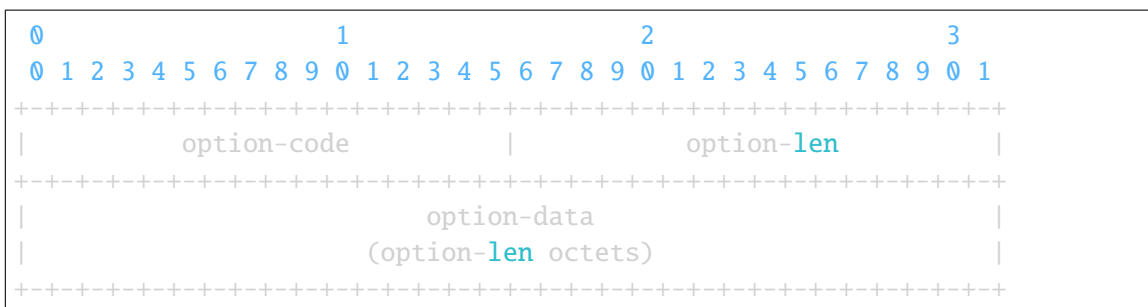 0                   1                   2                   3
 0 1 2 3 4 5 6 7 8 9 0 1 2 3 4 5 6 7 8 9 0 1 2 3 4 5 6 7 8 9 0 1
+-+-+-+-+-+-+-+-+-+-+-+-+-+-+-+-+-+-+-+-+-+-+-+-+-+-+-+-+-+-+-+-+
|          option-code          |           option-len          |
+-+-+-+-+-+-+-+-+-+-+-+-+-+-+-+-+-+-+-+-+-+-+-+-+-+-+-+-+-+-+-+-+
|                          option-data                          |
|                      (option-len octets)                      |
+-+-+-+-+-+-+-+-+-+-+-+-+-+-+-+-+-+-+-+-+-+-+-+-+-+-+-+-+-+-+-+-+